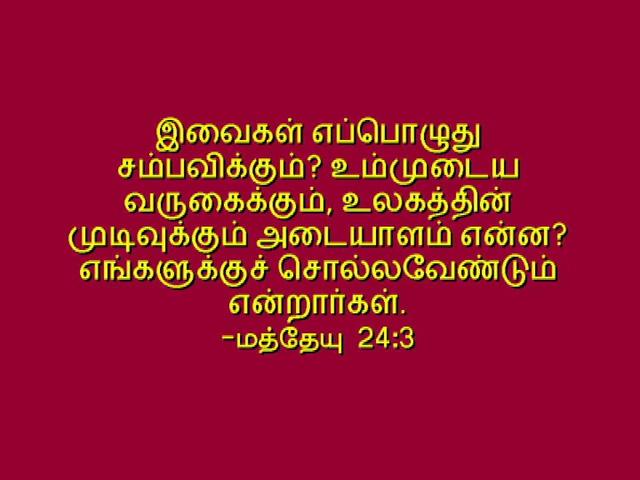 இவைகள் எப்பொழுது
சம்பவிக்கும்? உம்முடைய
வருகைக்கும், உலகத்தின்
முடிவுக்கும் அடையாளம் என்ன?
எங்களுக்குச் சொல்லவேண்டும்
என்றார்கள்.
-மத்தேயு 24:3